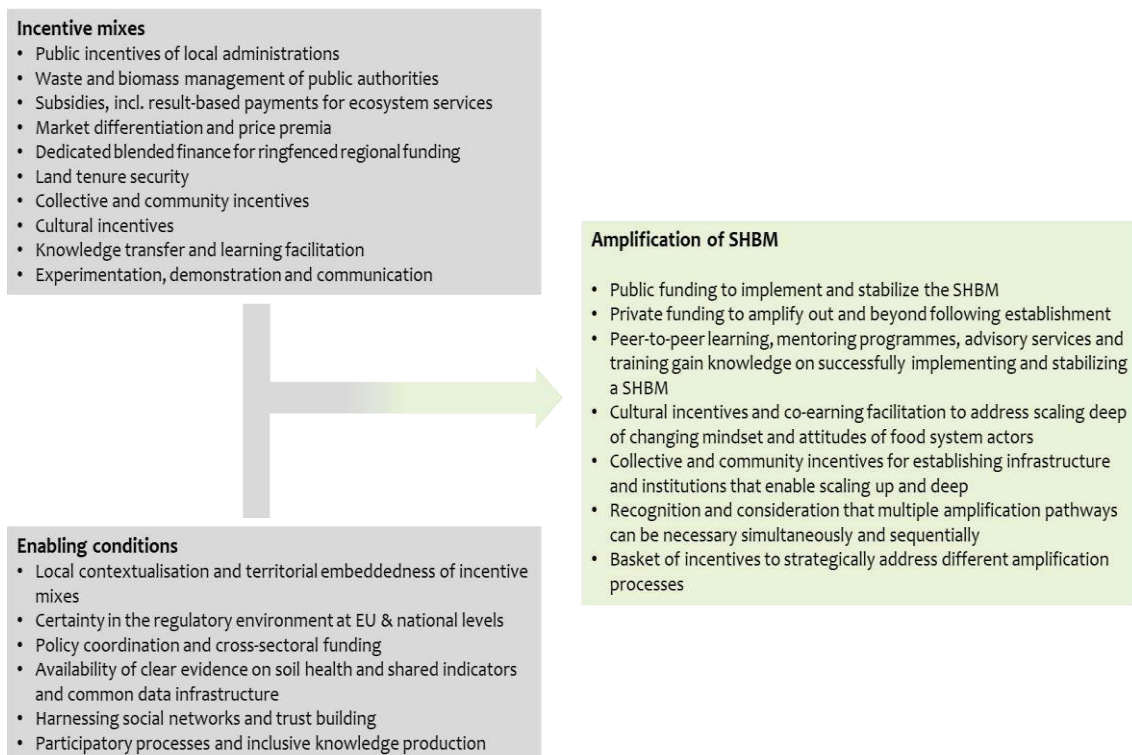 Incentive mixes
• Public incentives of local administrations
• Waste and biomass management of public authorities
• Subsidies, incl. result-based payments for ecosystem services
• Market differentiation and price premia
• Dedicated blended finance for ringfenced regional funding
• Land tenure security
• Collective and community incentives
• Cultural incentives
• Knowledge transfer and learning facilitation
• Experimentation, demonstration and communication
Enabling conditions
• Local contextualisation and territorial embeddedness of incentive
mixes
• Certainty in the regulatory environment at EU & national levels
• Policy coordination and cross-sectoral funding
• Availability of clear evidence on soil health and shared indicators
and common data infrastructure
• Harnessing social networks and trust building
• Participatory processes and inclusive knowledge production
Amplification of SHBM
• Public funding to implement and stabilize the SHBM
• Private funding to amplify out and beyond following establishment
• Peer-to-peer learning, mentoring programmes, advisory services and
training gain knowledge on successfully implementing and stabilizing
a SHBM
• Cultural incentives and co-earning facilitation to address scaling deep
of changing mindset and attitudes of food system actors
• Collective and community incentives for establishing infrastructure
and institutions that enable scaling up and deep
• Recognition and consideration that multiple amplification pathways
can be necessary simultaneously and sequentially
• Basket of incentives to strategically address different amplification
processes